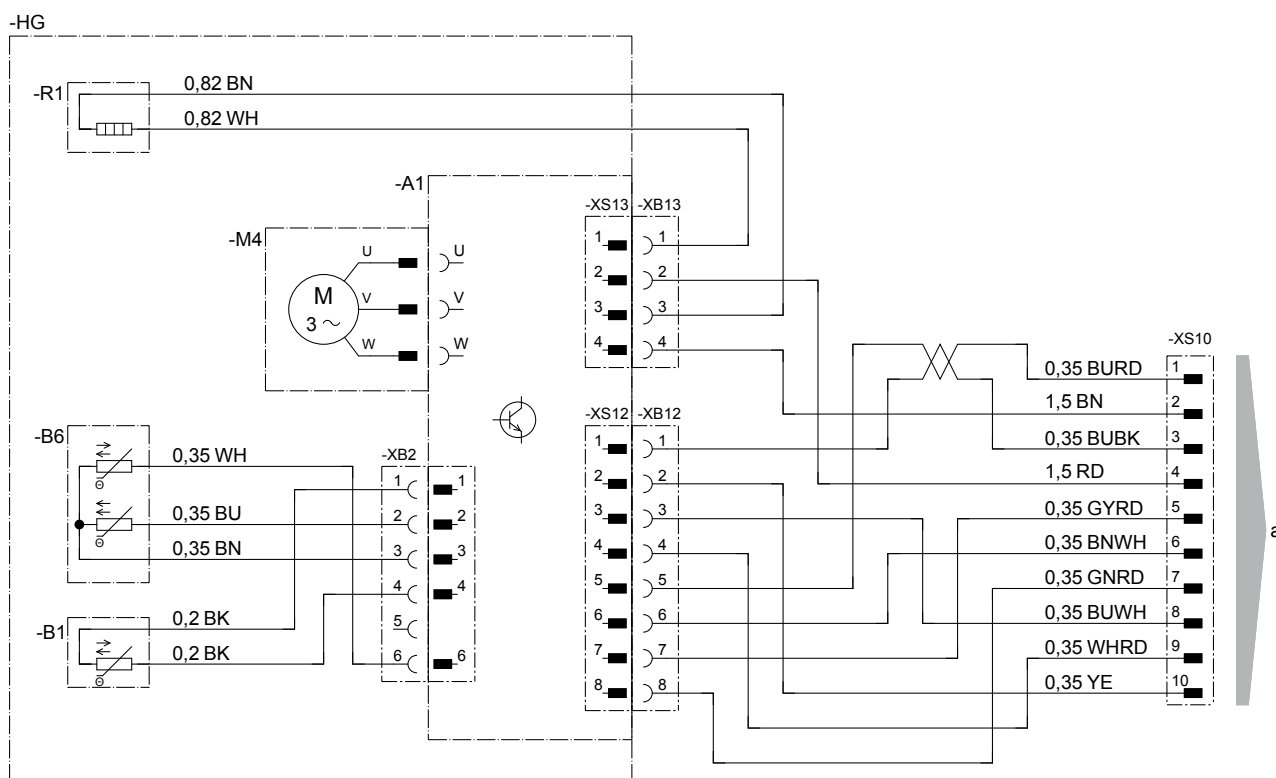 -HG
-R1
0,82 BN
0,82 WH
-A1
-XS13 -XB13
-M4
M
3
U
V
W
U
V
W
1 1
2 2
3 3
4 4
-XS12 -XB12
1 1
2 2
3 3
4 4
5 5
6 6
7 7
8 8
-B6
0,35 WH
0,35 BU
0,35 BN
-XB2
1 1
2 2
3 3
4 4
5
6 6
-B1
0,2 BK
0,2 BK
-XS10
0,35 BURD 1
1,5 BN 2
0,35 BUBK 3
1,5 RD 4
0,35 GYRD 5
0,35 BNWH 6
0,35 GNRD 7
0,35 BUWH 8
0,35 WHRD 9
0,35 YE 10
a